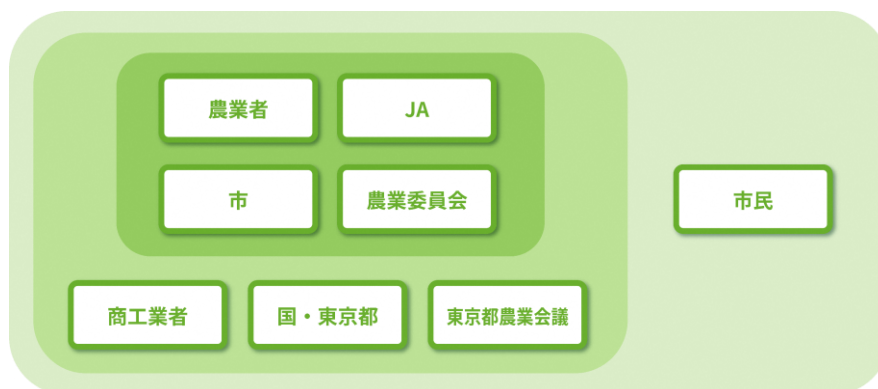 農業者
JA
市
農業委員会
市民
商工業者
国・東京都
東京都農業会議